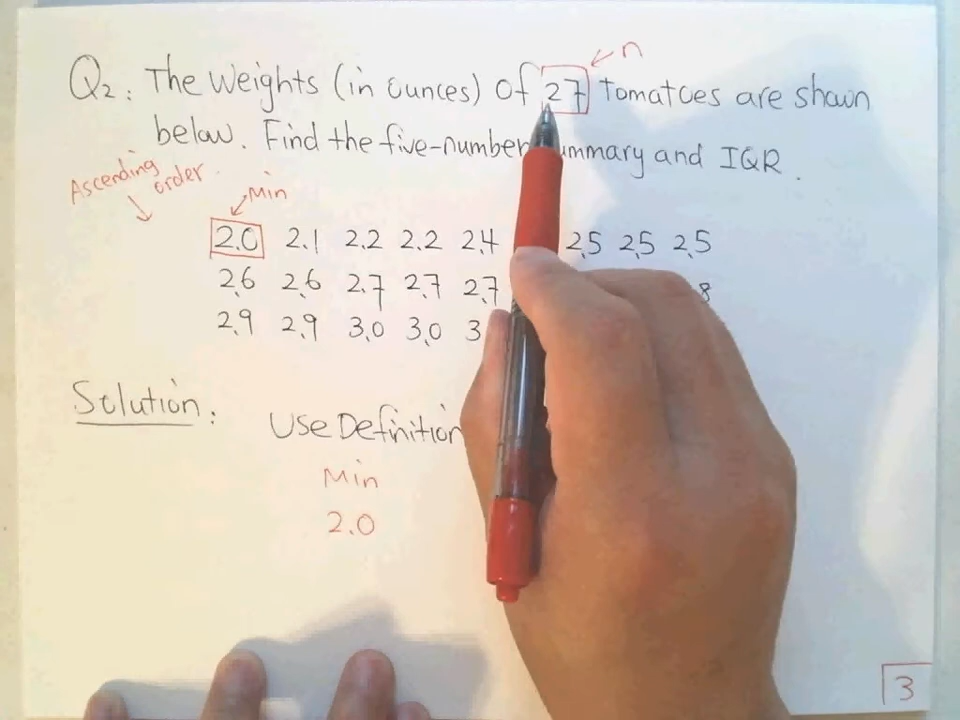 n
Q2: The Weights (in ounces) of 27 tomatoes are shown
below. Find the five-number ummary and IQR.
Ascending order
Min
2.0 2.1 2.2 2.2 2.4 2.5 2.5 2.5
2.6 2.6 2.7 2.7 2.7 8
2.9 2.9 3.0 3.0 3
Solution:
Use Definition
Min
2.0
3